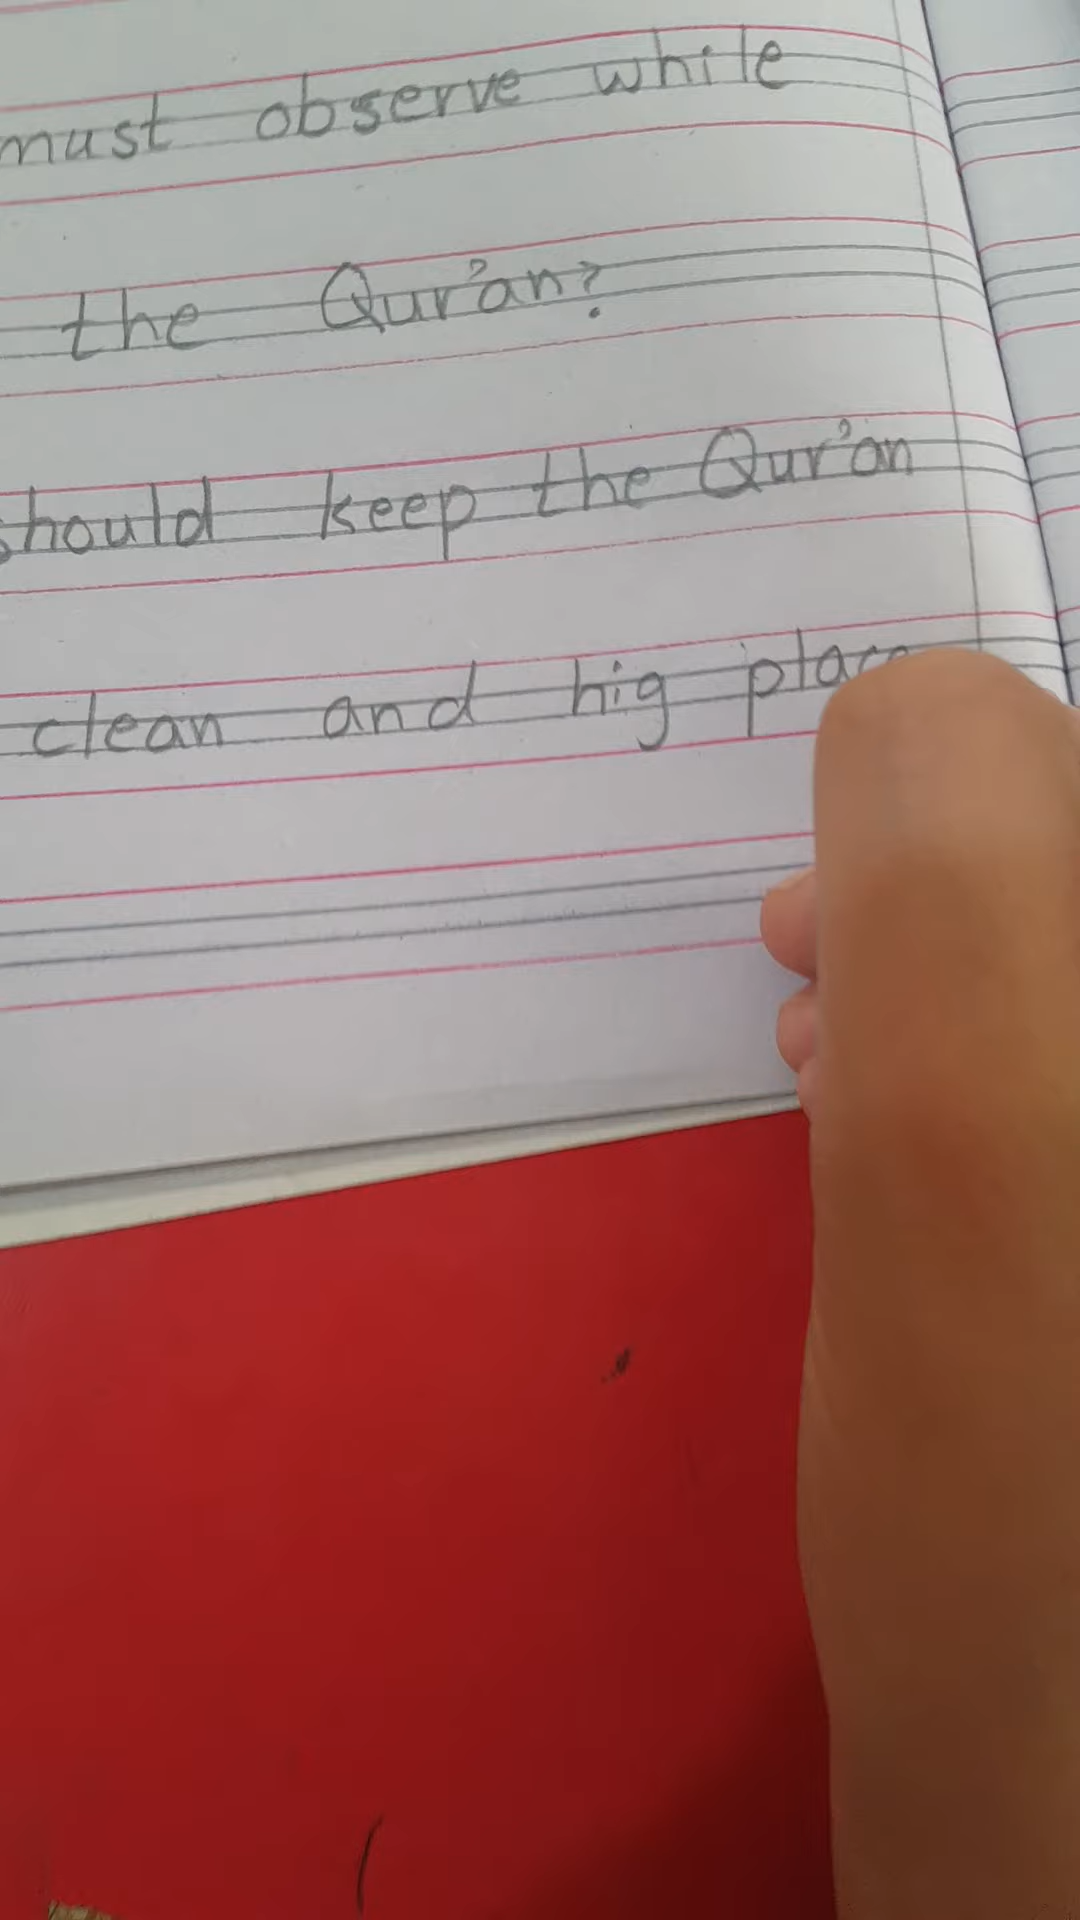 must observe while
the Qur'an?
should keep the Qur'an
clean and hig